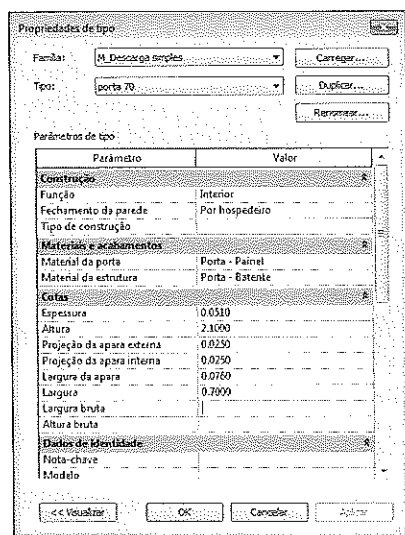 Propriedades de tipo
Família: M_Descarga simples Carregar...
Tipo: porta 70 Duplicar...
Renomear...
Parâmetros de tipo
Parâmetro Valor
Construção
Função Interior
Fechamento da parede Por hospedeiro
Tipo de construção
Materiais e acabamentos
Material da porta Porta - Painel
Material da estrutura Porta - Batente
Cotas
Espessura 0.0510
Altura 2.1000
Projeção da apara externa 0.0250
Projeção da apara interna 0.0250
Largura da apara 0.0760
Largura 0.7000
Largura bruta
Altura bruta
Dados de identidade
Nota-chave
Modelo
<< Visualizar OK Cancelar Aplicar